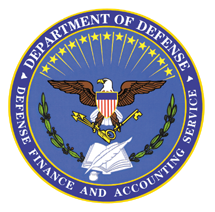 DEPARTMENT OF DEFENSE
DEFENSE FINANCE AND ACCOUNTING SERVICE